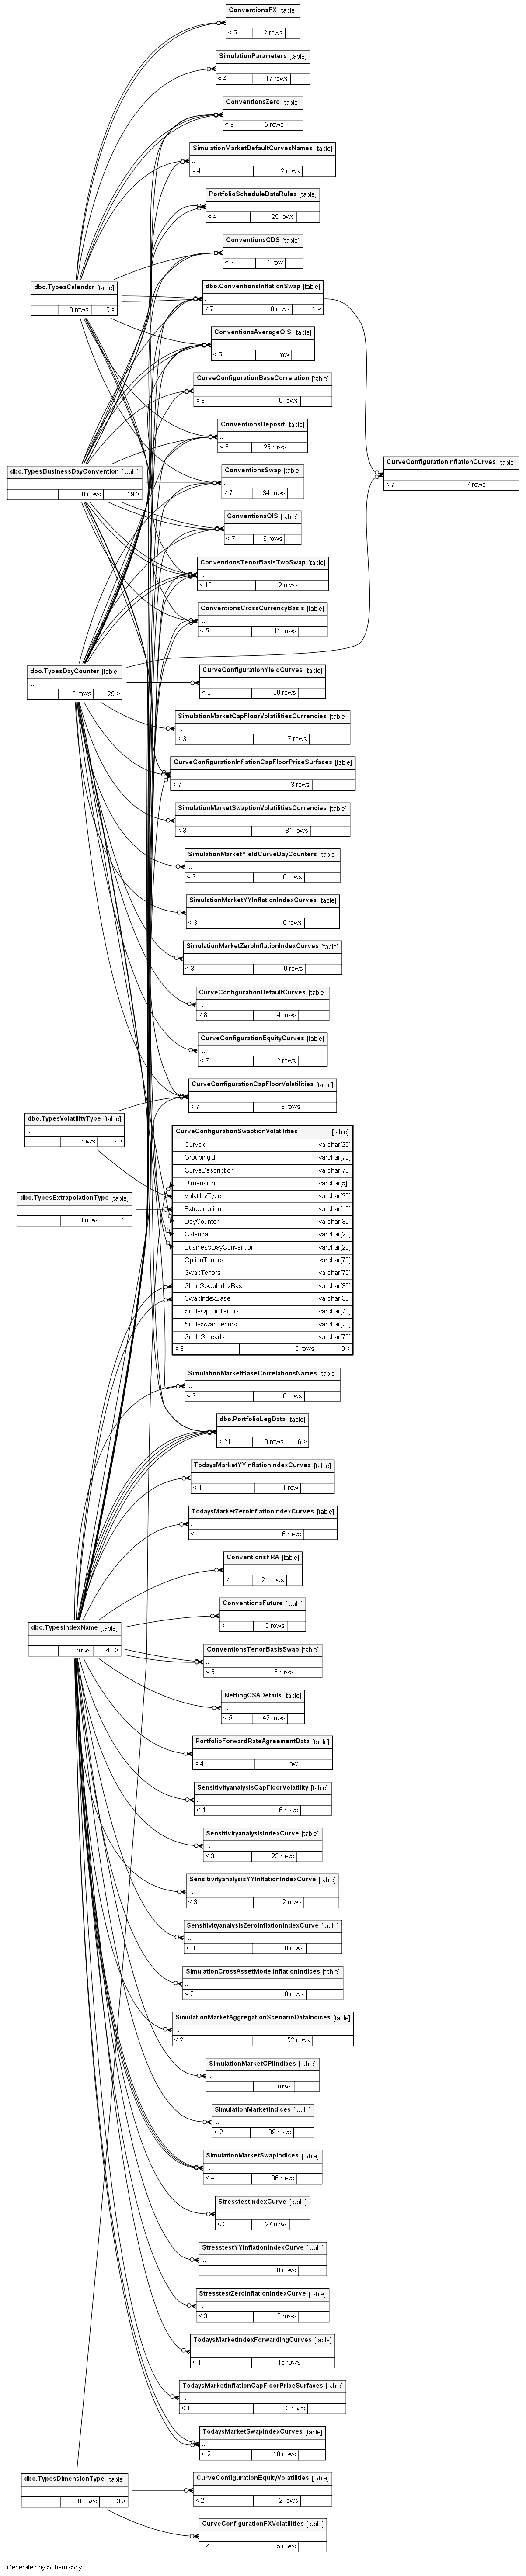 ConventionsFX [table]
...
< 5 12 rows
SimulationParameters [table]
...
< 4 17 rows
ConventionsZero [table]
...
< 8 5 rows
SimulationMarketDefaultCurvesNames [table]
...
< 4 2 rows
PortfolioScheduleDataRules [table]
...
< 4 125 rows
ConventionsCDS [table]
...
< 7 1 row
dbo.TypesCalendar [table]
...
0 rows 15 >
dbo.ConventionsInflationSwap [table]
...
< 7 0 rows 1 >
ConventionsAverageOIS [table]
...
< 5 1 row
CurveConfigurationBaseCorrelation [table]
...
< 3 0 rows
ConventionsDeposit [table]
...
< 6 25 rows
CurveConfigurationInflationCurves [table]
...
< 7 7 rows
dbo.TypesBusinessDayConvention [table]
...
0 rows 19 >
ConventionsSwap [table]
...
< 7 34 rows
ConventionsOIS [table]
...
< 7 6 rows
ConventionsTenorBasisTwoSwap [table]
...
< 10 2 rows
ConventionsCrossCurrencyBasis [table]
...
< 5 11 rows
dbo.TypesDayCounter [table]
...
0 rows 25 >
CurveConfigurationYieldCurves [table]
...
< 6 30 rows
SimulationMarketCapFloorVolatilitiesCurrencies [table]
...
< 3 7 rows
CurveConfigurationInflationCapFloorPriceSurfaces [table]
...
< 7 3 rows
SimulationMarketSwaptionVolatilitiesCurrencies [table]
...
< 3 81 rows
SimulationMarketYieldCurveDayCounters [table]
...
< 3 0 rows
SimulationMarketYYInflationIndexCurves [table]
...
< 3 0 rows
SimulationMarketZeroInflationIndexCurves [table]
...
< 3 0 rows
CurveConfigurationDefaultCurves [table]
...
< 8 4 rows
CurveConfigurationEquityCurves [table]
...
< 7 2 rows
CurveConfigurationCapFloorVolatilities [table]
...
< 7 3 rows
dbo.TypesVolatilityType [table]
...
0 rows 2 >
dbo.TypesExtrapolationType [table]
...
0 rows 1 >
CurveConfigurationSwaptionVolatilities [table]
CurveId varchar[20]
GroupingId varchar[70]
CurveDescription varchar[70]
Dimension varchar[5]
VolatilityType varchar[20]
Extrapolation varchar[10]
DayCounter varchar[30]
Calendar varchar[20]
BusinessDayConvention varchar[20]
OptionTenors varchar[70]
SwapTenors varchar[70]
ShortSwapIndexBase varchar[30]
SwapIndexBase varchar[30]
SmileOptionTenors varchar[70]
SmileSwapTenors varchar[70]
SmileSpreads varchar[70]
< 8 5 rows 0 >
SimulationMarketBaseCorrelationsNames [table]
...
< 3 0 rows
dbo.PortfolioLegData [table]
...
< 21 0 rows 6 >
TodaysMarketYYInflationIndexCurves [table]
...
< 1 1 row
TodaysMarketZeroInflationIndexCurves [table]
...
< 1 6 rows
ConventionsFRA [table]
...
< 1 21 rows
ConventionsFuture [table]
...
< 1 5 rows
dbo.TypesIndexName [table]
...
0 rows 44 >
ConventionsTenorBasisSwap [table]
...
< 5 6 rows
NettingCSADetails [table]
...
< 5 42 rows
PortfolioForwardRateAgreementData [table]
...
< 4 1 row
SensitivityanalysisCapFloorVolatility [table]
...
< 4 6 rows
SensitivityanalysisIndexCurve [table]
...
< 3 23 rows
SensitivityanalysisYYInflationIndexCurve [table]
...
< 3 2 rows
SensitivityanalysisZeroInflationIndexCurve [table]
...
< 3 10 rows
SimulationCrossAssetModelInflationIndices [table]
...
< 2 0 rows
SimulationMarketAggregationScenarioDataIndices [table]
...
< 2 52 rows
SimulationMarketCPIIndices [table]
...
< 2 0 rows
SimulationMarketIndices [table]
...
< 2 139 rows
SimulationMarketSwapIndices [table]
...
< 4 36 rows
StresstestIndexCurve [table]
...
< 3 27 rows
StresstestYYInflationIndexCurve [table]
...
< 3 0 rows
StresstestZeroInflationIndexCurve [table]
...
< 3 0 rows
TodaysMarketIndexForwardingCurves [table]
...
< 1 16 rows
TodaysMarketInflationCapFloorPriceSurfaces [table]
...
< 1 3 rows
TodaysMarketSwapIndexCurves [table]
...
< 2 10 rows
dbo.TypesDimensionType [table]
...
0 rows 3 >
CurveConfigurationEquityVolatilities [table]
...
< 2 2 rows
CurveConfigurationFXVolatilities [table]
...
< 4 5 rows
Generated by SchemaSpy